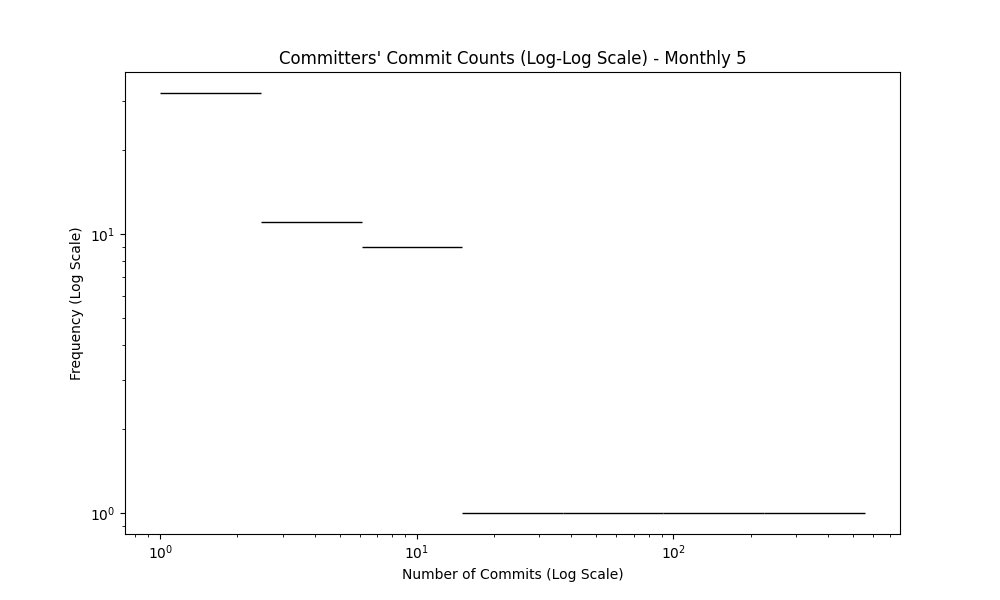 Committers' Commit Counts (Log-Log Scale) - Monthly 5
Frequency (Log Scale)
10¹
10⁰
10⁰
10¹
10²
Number of Commits (Log Scale)